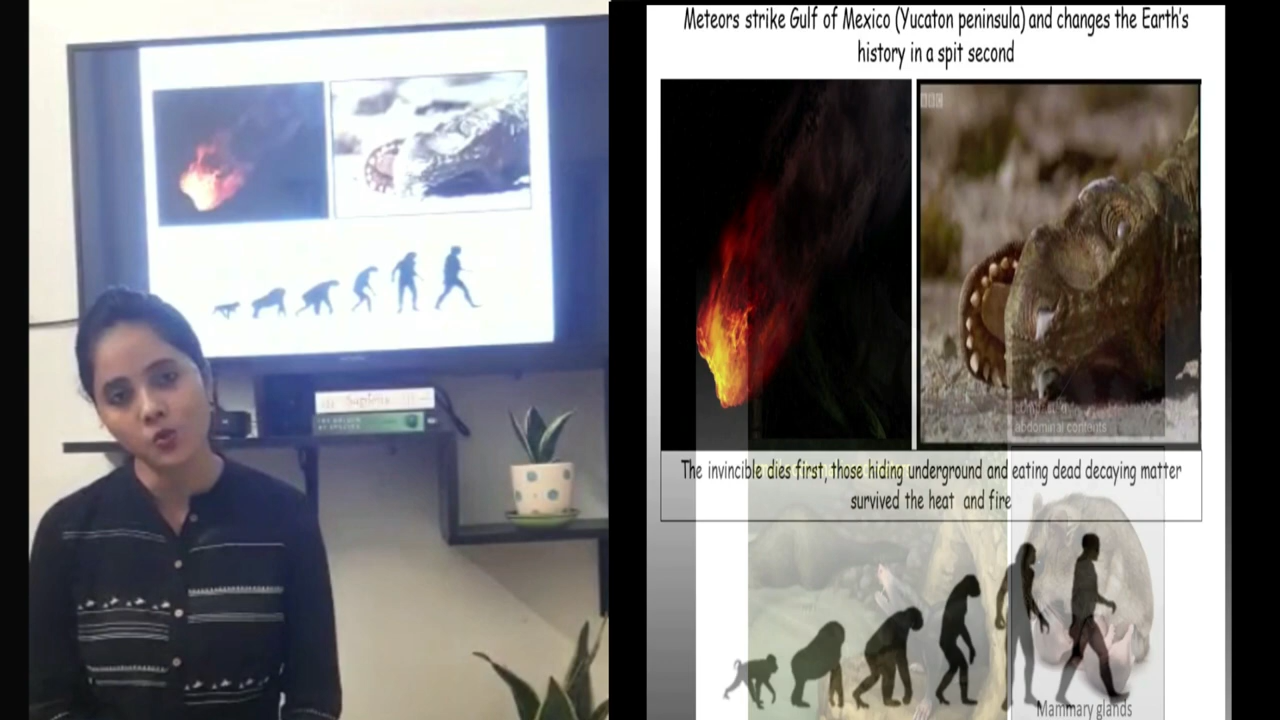 Meteors strike Gulf of Mexico (Yucaton peninsula) and changes the Earth's
history in a spit second
BBC
abdominal contents
The invincible dies first, those hiding underground and eating dead decaying matter
survived the heat and fire
Mammary glands
Sapiens